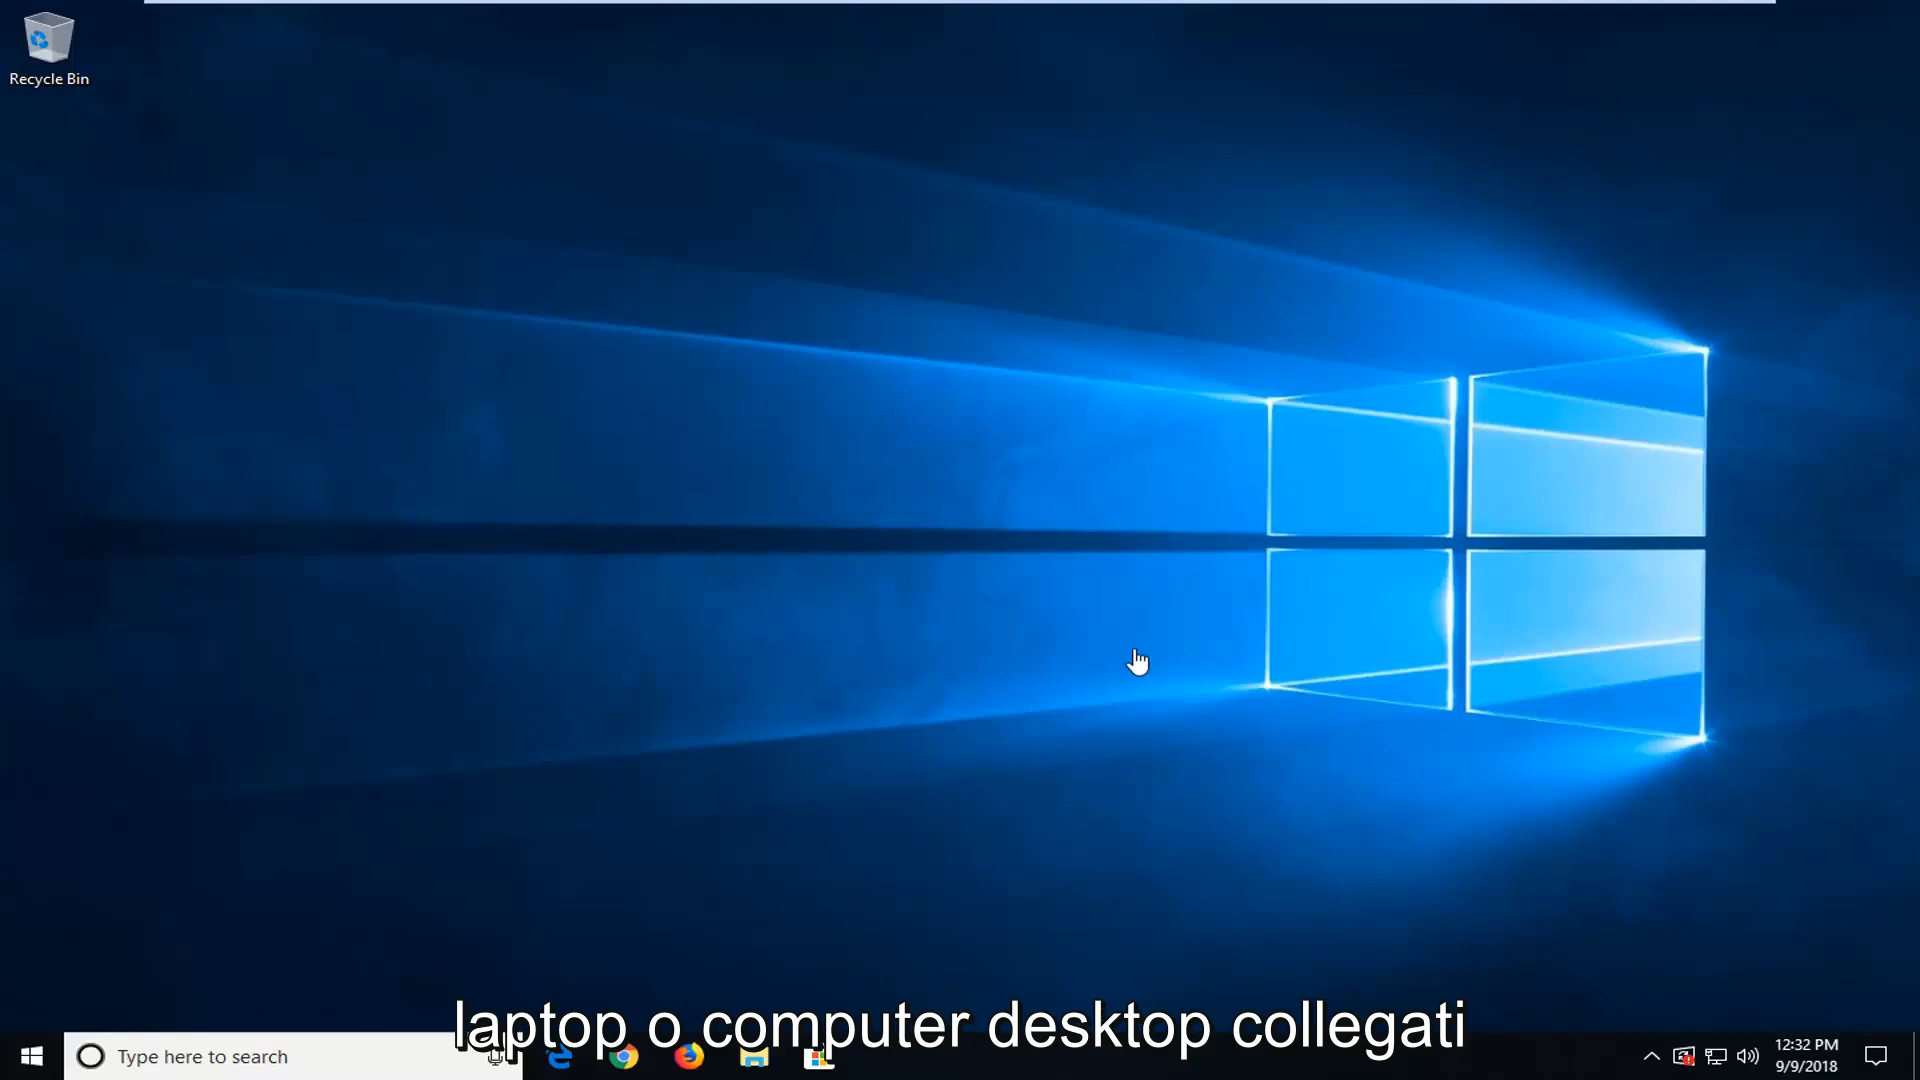 Recycle Bin
laptop o computer desktop collegati
Type here to search
12:32 PM
9/9/2018